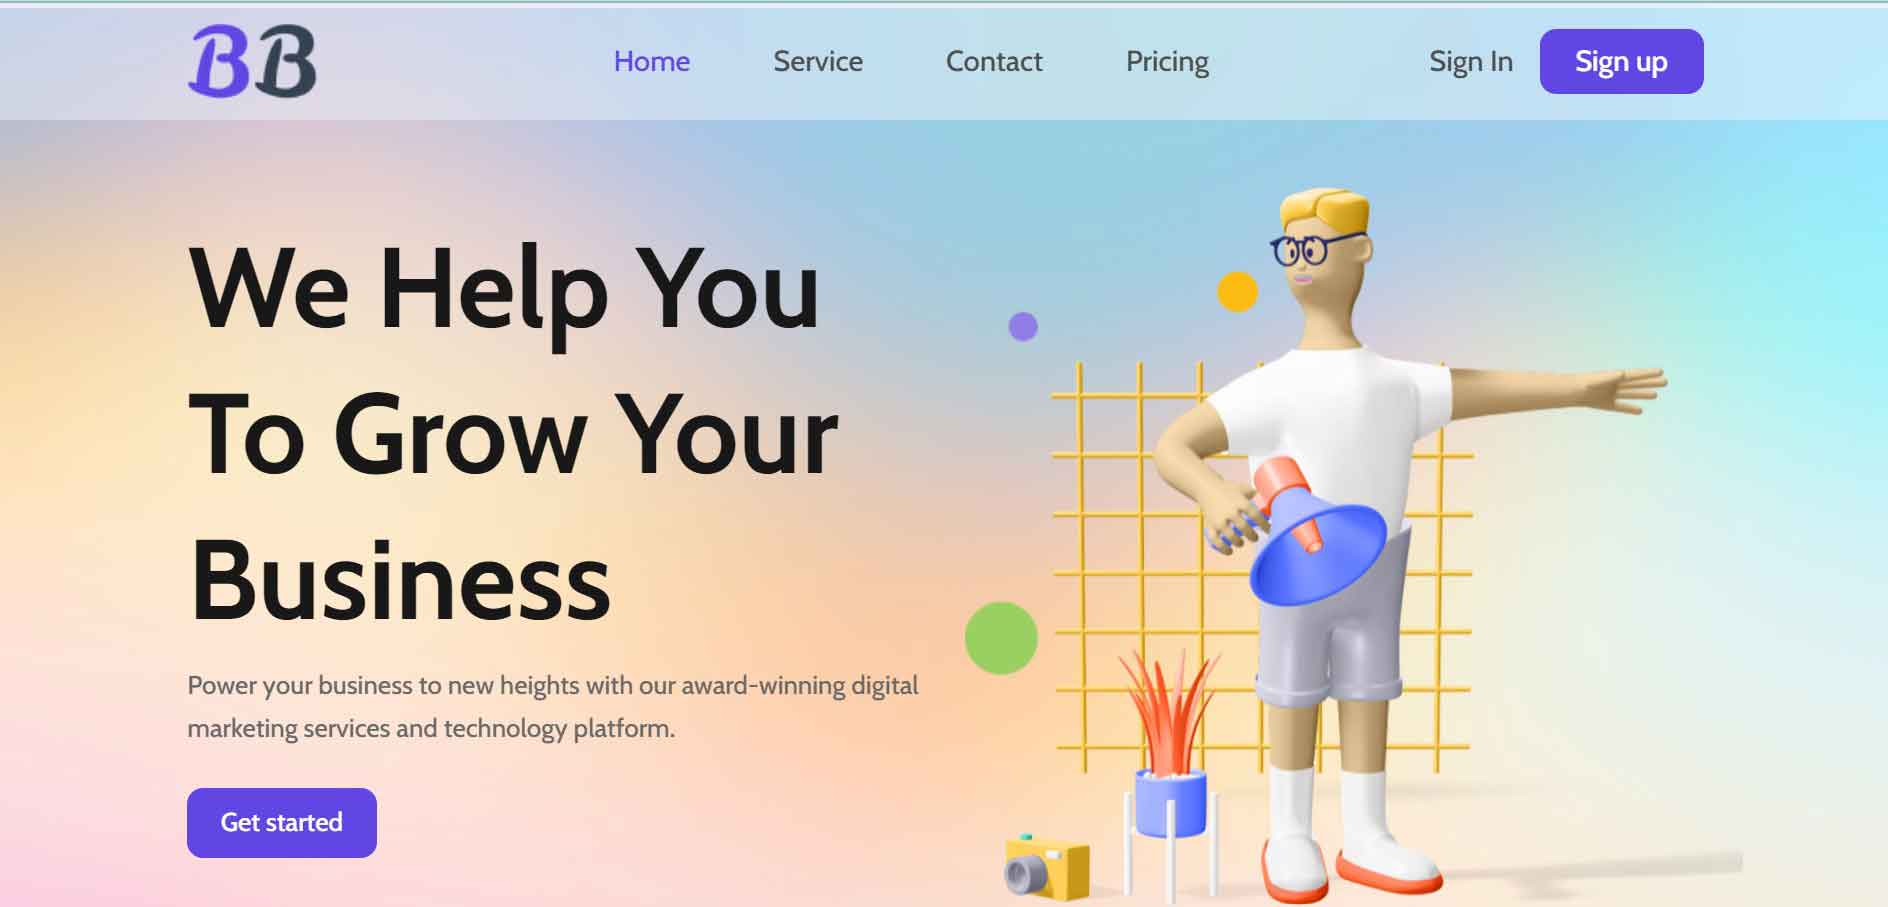 BB
Home Service Contact Pricing Sign In Sign up
We Help You
To Grow Your
Business
Power your business to new heights with our award-winning digital
marketing services and technology platform.
Get started